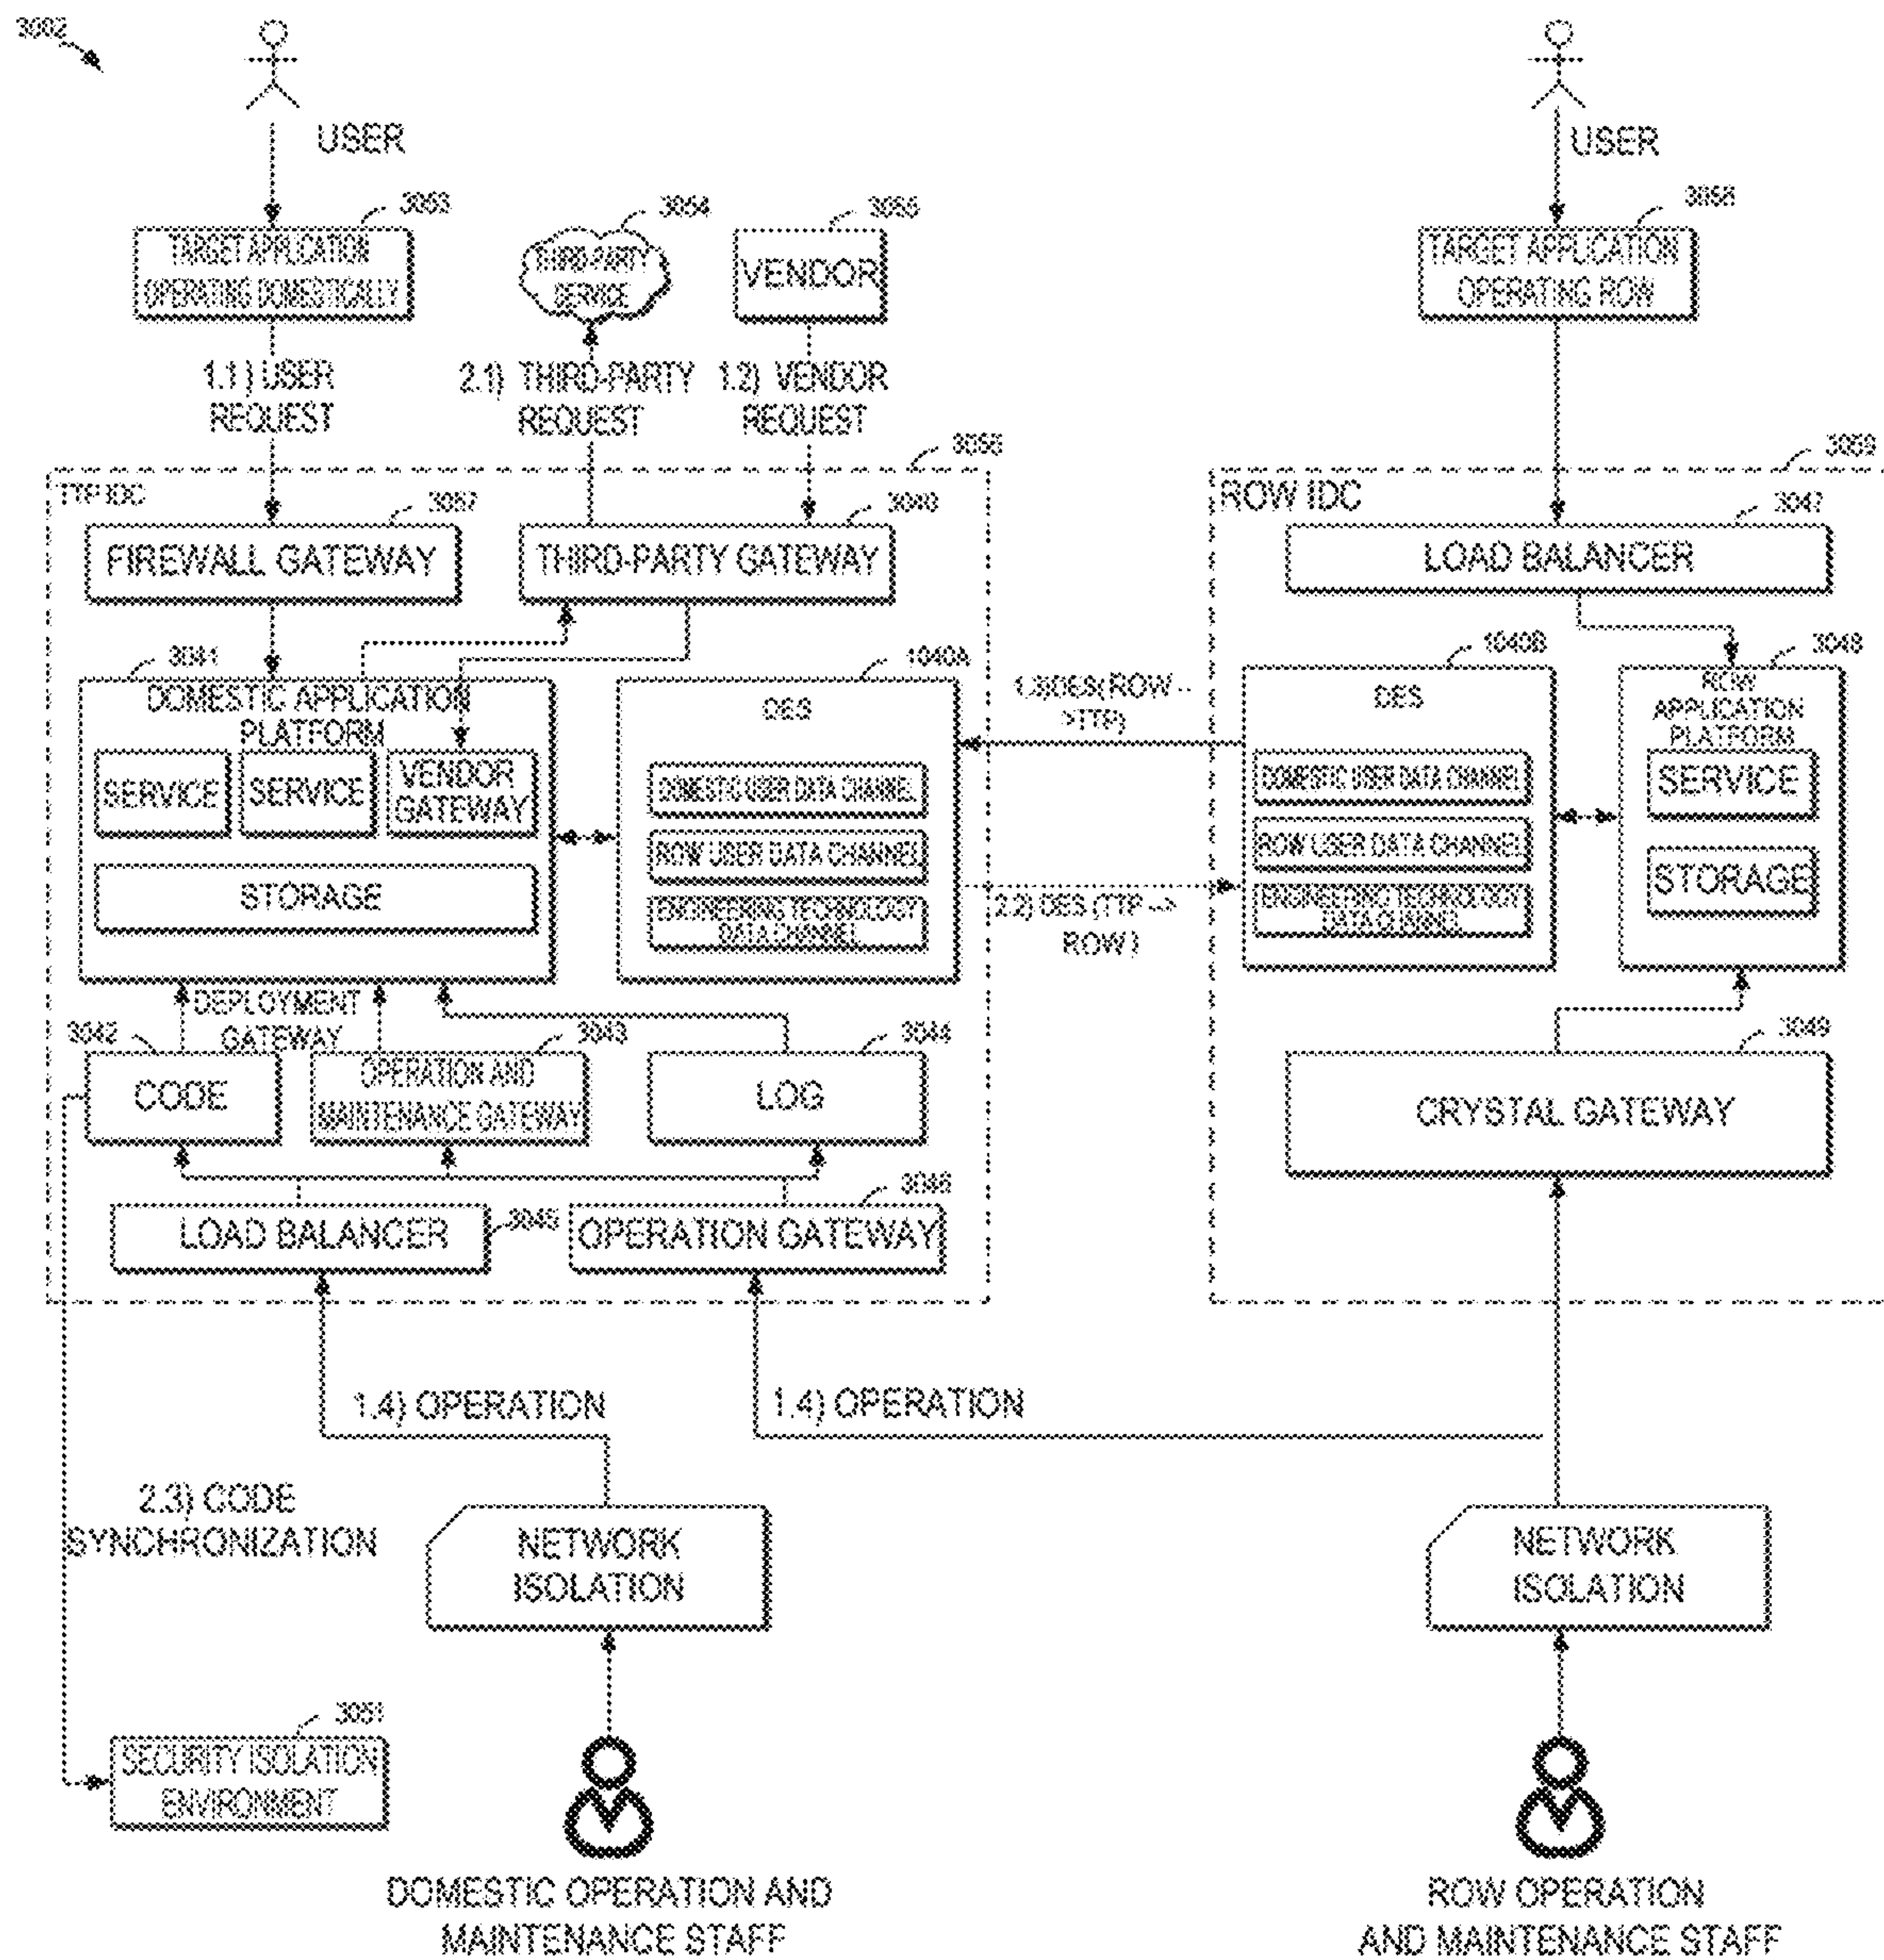 3002
USER
USER
3053
3054
3055
3058
TARGET APPLICATION
OPERATING DOMESTICALLY
THIRD-PARTY
SERVICE
VENDOR
TARGET APPLICATION
OPERATING ROW
1.1) USER
REQUEST
2.1) THIRD-PARTY
REQUEST
1.2) VENDOR
REQUEST
3059
TTP IDC
3057
3040
ROW IDC
3047
FIREWALL GATEWAY
THIRD-PARTY GATEWAY
LOAD BALANCER
3041
1040A
1040B
3048
DOMESTIC APPLICATION
PLATFORM
SERVICE
SERVICE
VENDOR
GATEWAY
STORAGE
DES
DOMESTIC USER DATA CHANNEL
ROW USER DATA CHANNEL
ENGINEERING TECHNOLOGY
DATA CHANNEL
1.3)DES(ROW --
>TTP)
2.2) DES (TTP -->
ROW )
DES
DOMESTIC USER DATA CHANNEL
ROW USER DATA CHANNEL
ENGINEERING TECHNOLOGY
DATA CHANNEL
ROW
APPLICATION
PLATFORM
SERVICE
STORAGE
DEPLOYMENT
GATEWAY
3042
3043
3044
3049
CODE
OPERATION AND
MAINTENANCE GATEWAY
LOG
CRYSTAL GATEWAY
3046
LOAD BALANCER
3045
OPERATION GATEWAY
1.4) OPERATION
1.4) OPERATION
2.3) CODE
SYNCHRONIZATION
NETWORK
ISOLATION
NETWORK
ISOLATION
3051
SECURITY ISOLATION
ENVIRONMENT
DOMESTIC OPERATION AND
MAINTENANCE STAFF
ROW OPERATION
AND MAINTENANCE STAFF